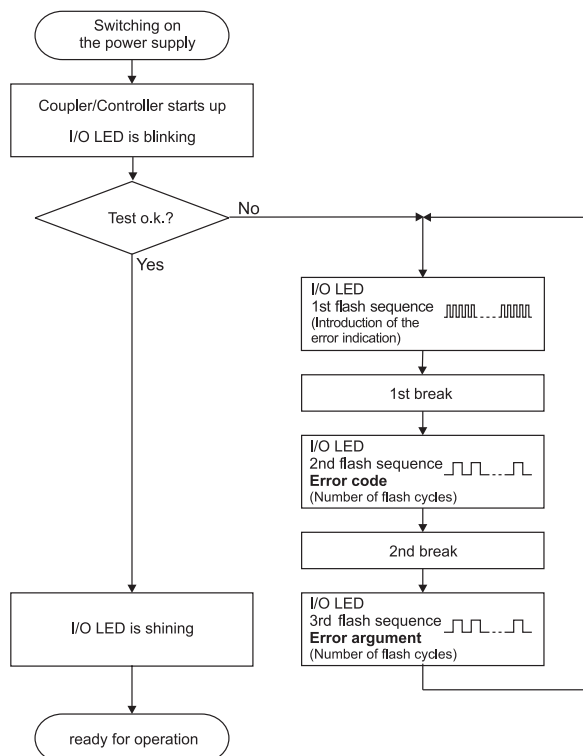 Switching on
the power supply
Coupler/Controller starts up
I/O LED is blinking
Test o.k.?
No
Yes
I/O LED
1st flash sequence
(Introduction of the
error indication)
1st break
I/O LED
2nd flash sequence
Error code
(Number of flash cycles)
2nd break
I/O LED
3rd flash sequence
Error argument
(Number of flash cycles)
I/O LED is shining
ready for operation